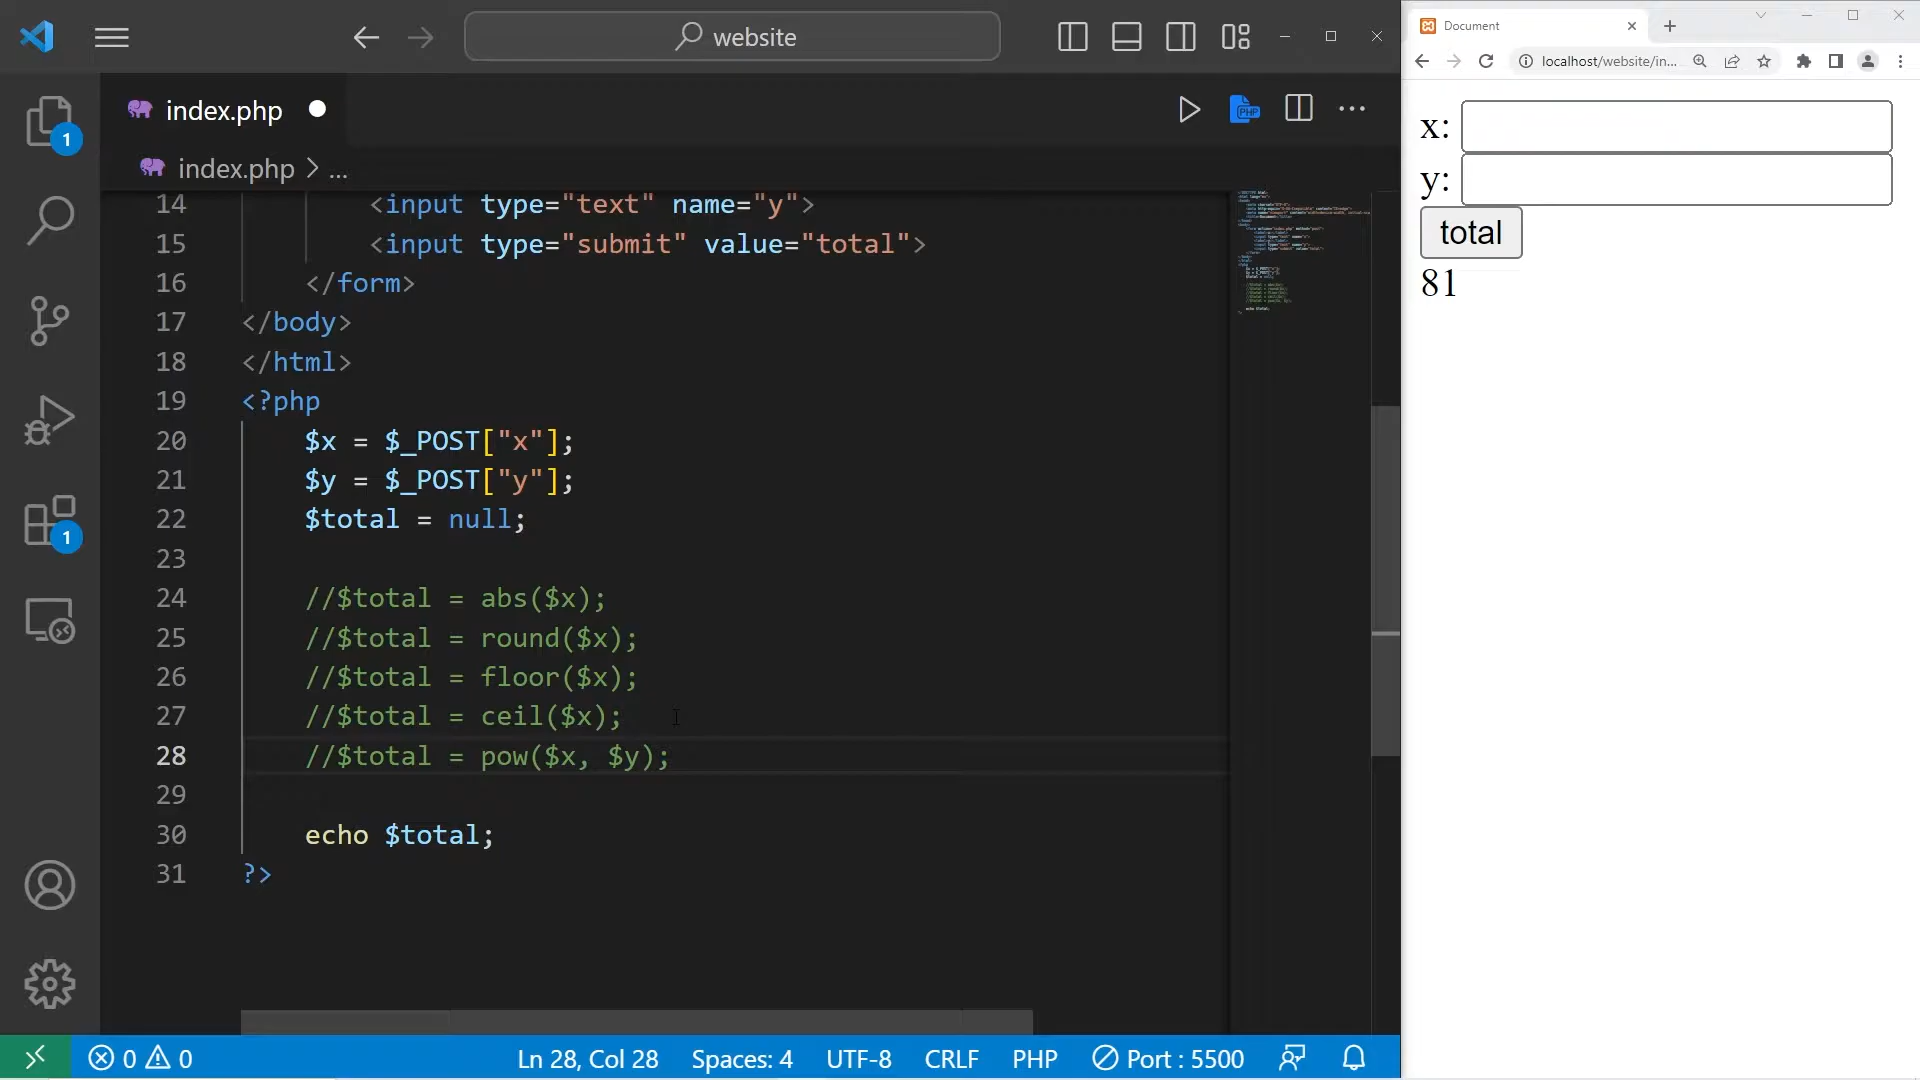 website
index.php
index.php > ...
14 <input type="text" name="y">
15 <input type="submit" value="total">
16 </form>
17 </body>
18 </html>
19 <?php
20 $x = $_POST["x"];
21 $y = $_POST["y"];
22 $total = null;
23
24 //$total = abs($x);
25 //$total = round($x);
26 //$total = floor($x);
27 //$total = ceil($x);
28 //$total = pow($x, $y);
29
30 echo $total;
31 ?>
1
1
PHP
0 0 Ln 28, Col 28 Spaces: 4 UTF-8 CRLF PHP Port : 5500
Document
localhost/website/in...
x:
y:
total
81